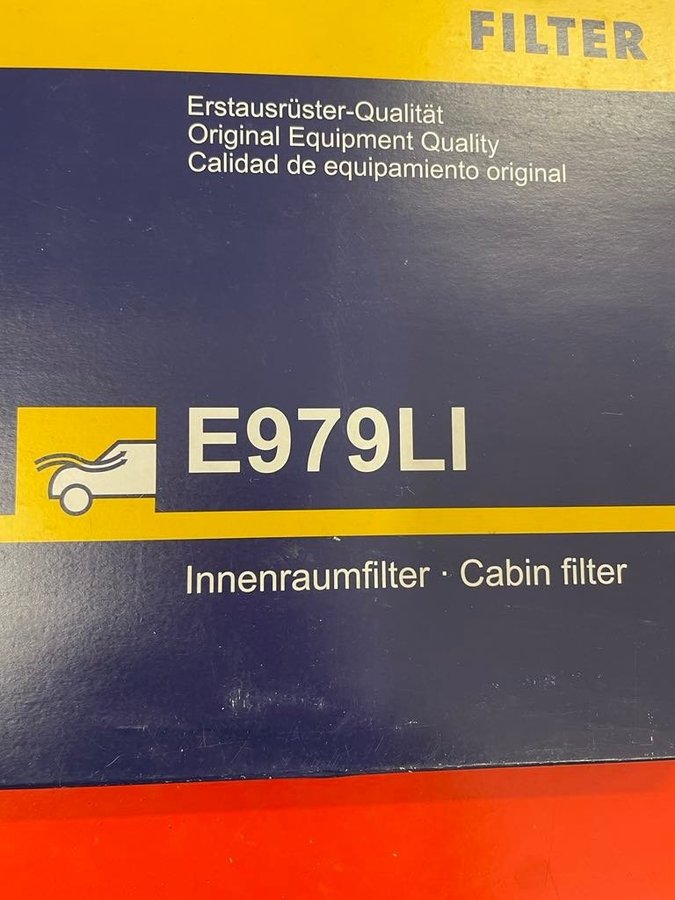 FILTER
Erstausrüster-Qualität
Original Equipment Quality
Calidad de equipamiento original
E979LI
Innenraumfilter · Cabin filter